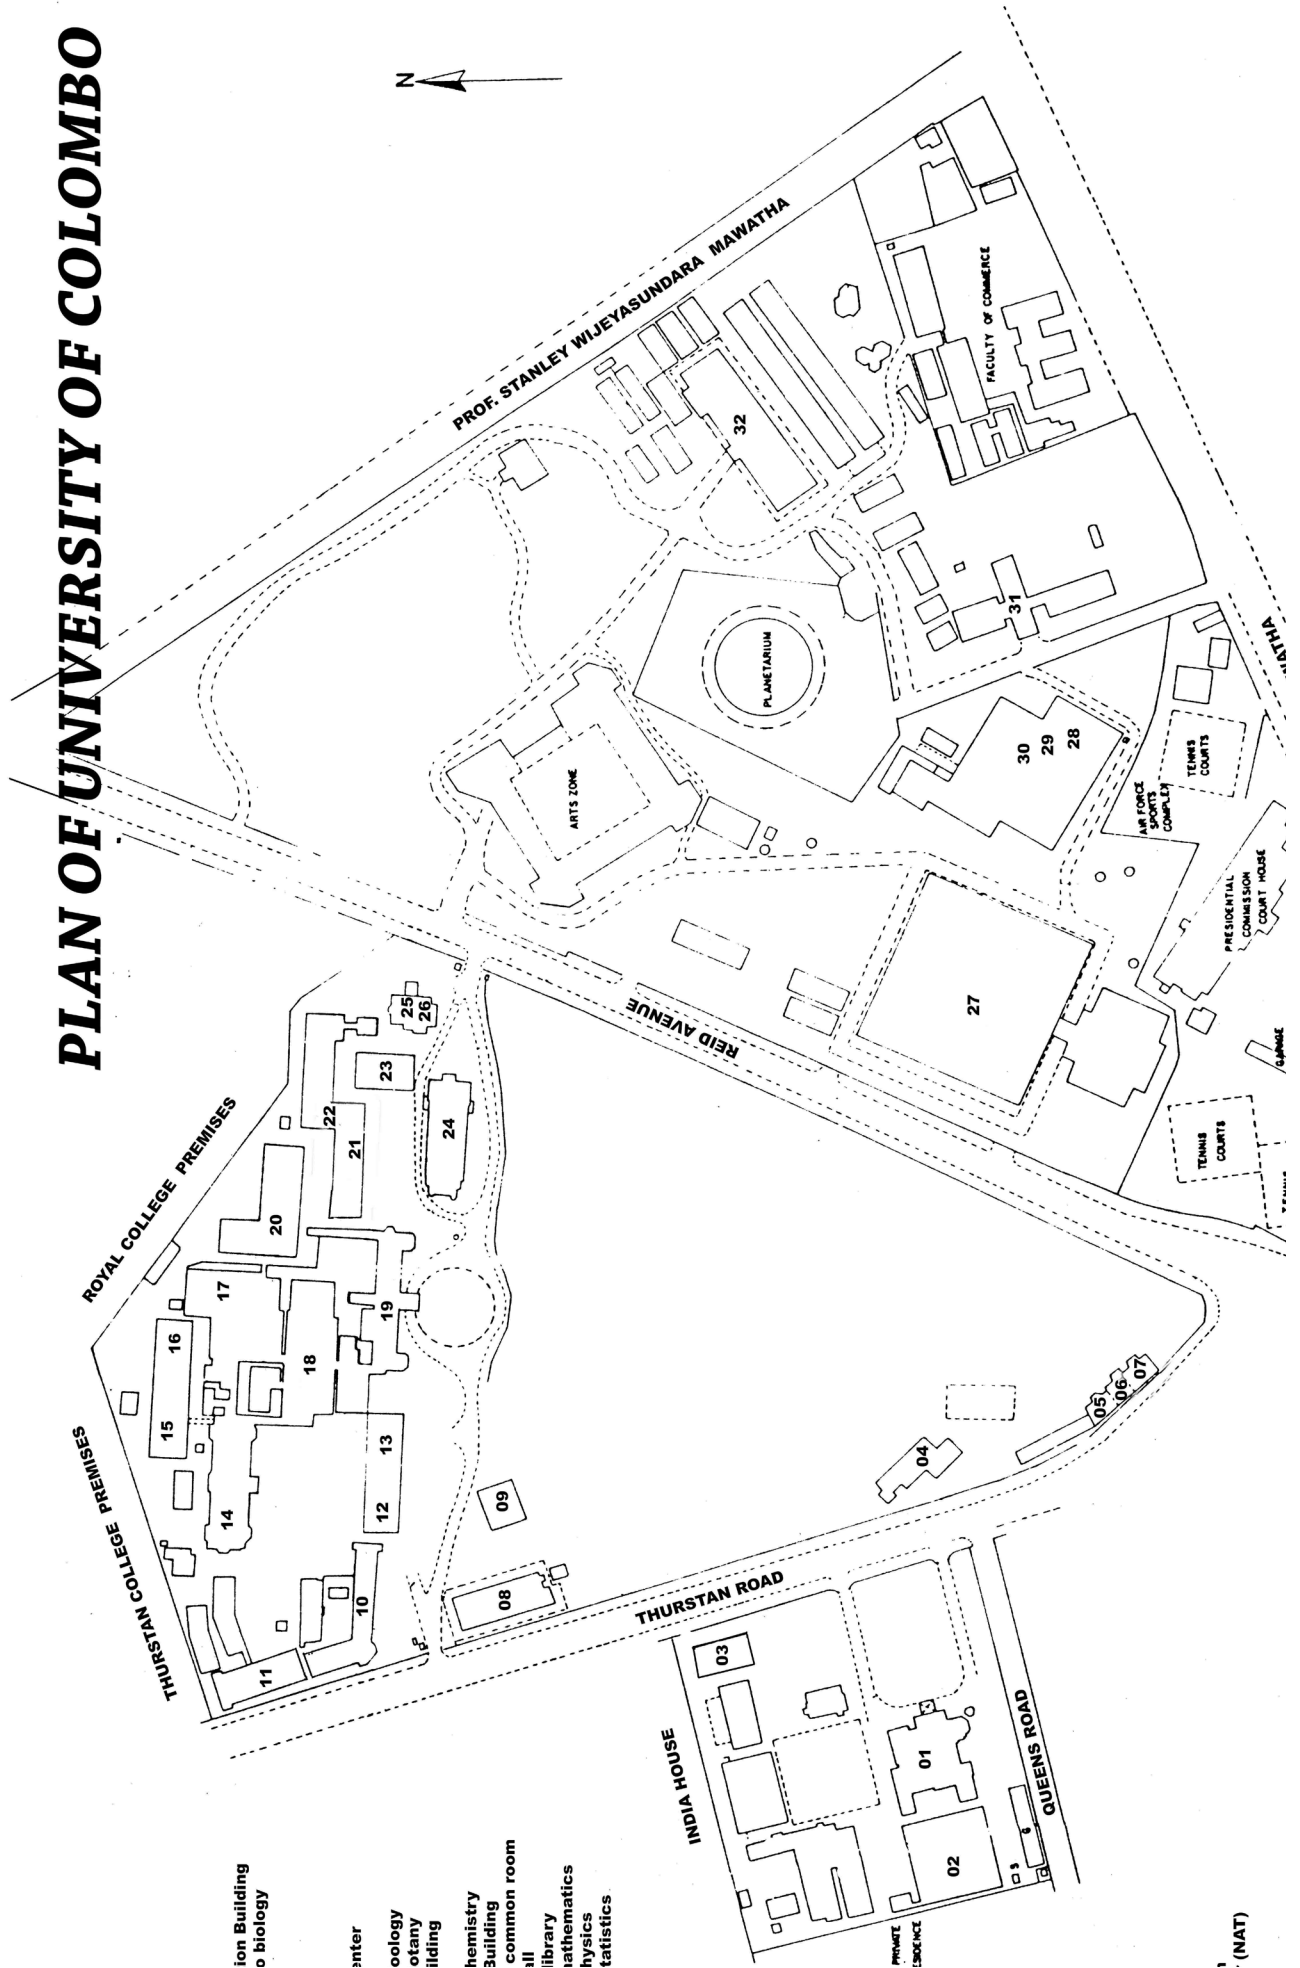 PLAN OF UNIVERSITY OF COLOMBO
N
PROF. STANLEY WIJEYASUNDARA MAWATHA
ROYAL COLLEGE PREMISES
THURSTAN COLLEGE PREMISES
REID AVENUE
THURSTAN ROAD
QUEENS ROAD
INDIA HOUSE
FACULTY OF COMMERCE
PLANETARIUM
ARTS ZONE
AIR FORCE
SPORTS
COMPLEX
TENNIS
COURTS
PRESIDENTIAL
COMMISSION
COURT HOUSE
GARAGE
TENNIS
COURTS
PRIVATE
01
02
03
04
05
06
07
08
09
10
11
12
13
14
15
16
17
18
19
20
21
22
23
24
25
26
27
28
29
30
31
32
S
G
ion Building
o biology
enter
oology
otany
ilding
hemistry
Building
common room
ll
library
athematics
hysics
tatistics
(NAT)